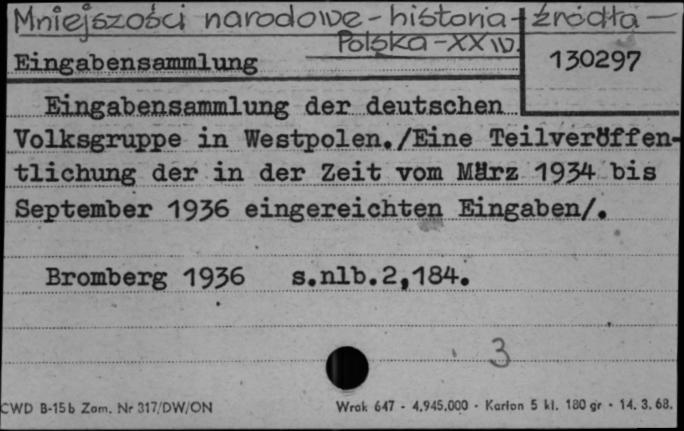 Mniejszości narodowe - historia - źródła -
Polska - XX w.
Eingabensammlung
130297
Eingabensammlung der deutschen
Volksgruppe in Westpolen./Eine Teilveröffen-
tlichung der in der Zeit vom März 1934 bis
September 1936 eingereichten Eingaben/.
Bromberg 1936 s.nlb.2,184.
3
CWD B-15b Zam. Nr 317/DW/ON
Wrok 647 - 4.945.000 - Karton 5 kl. 180 gr - 14. 3. 68.